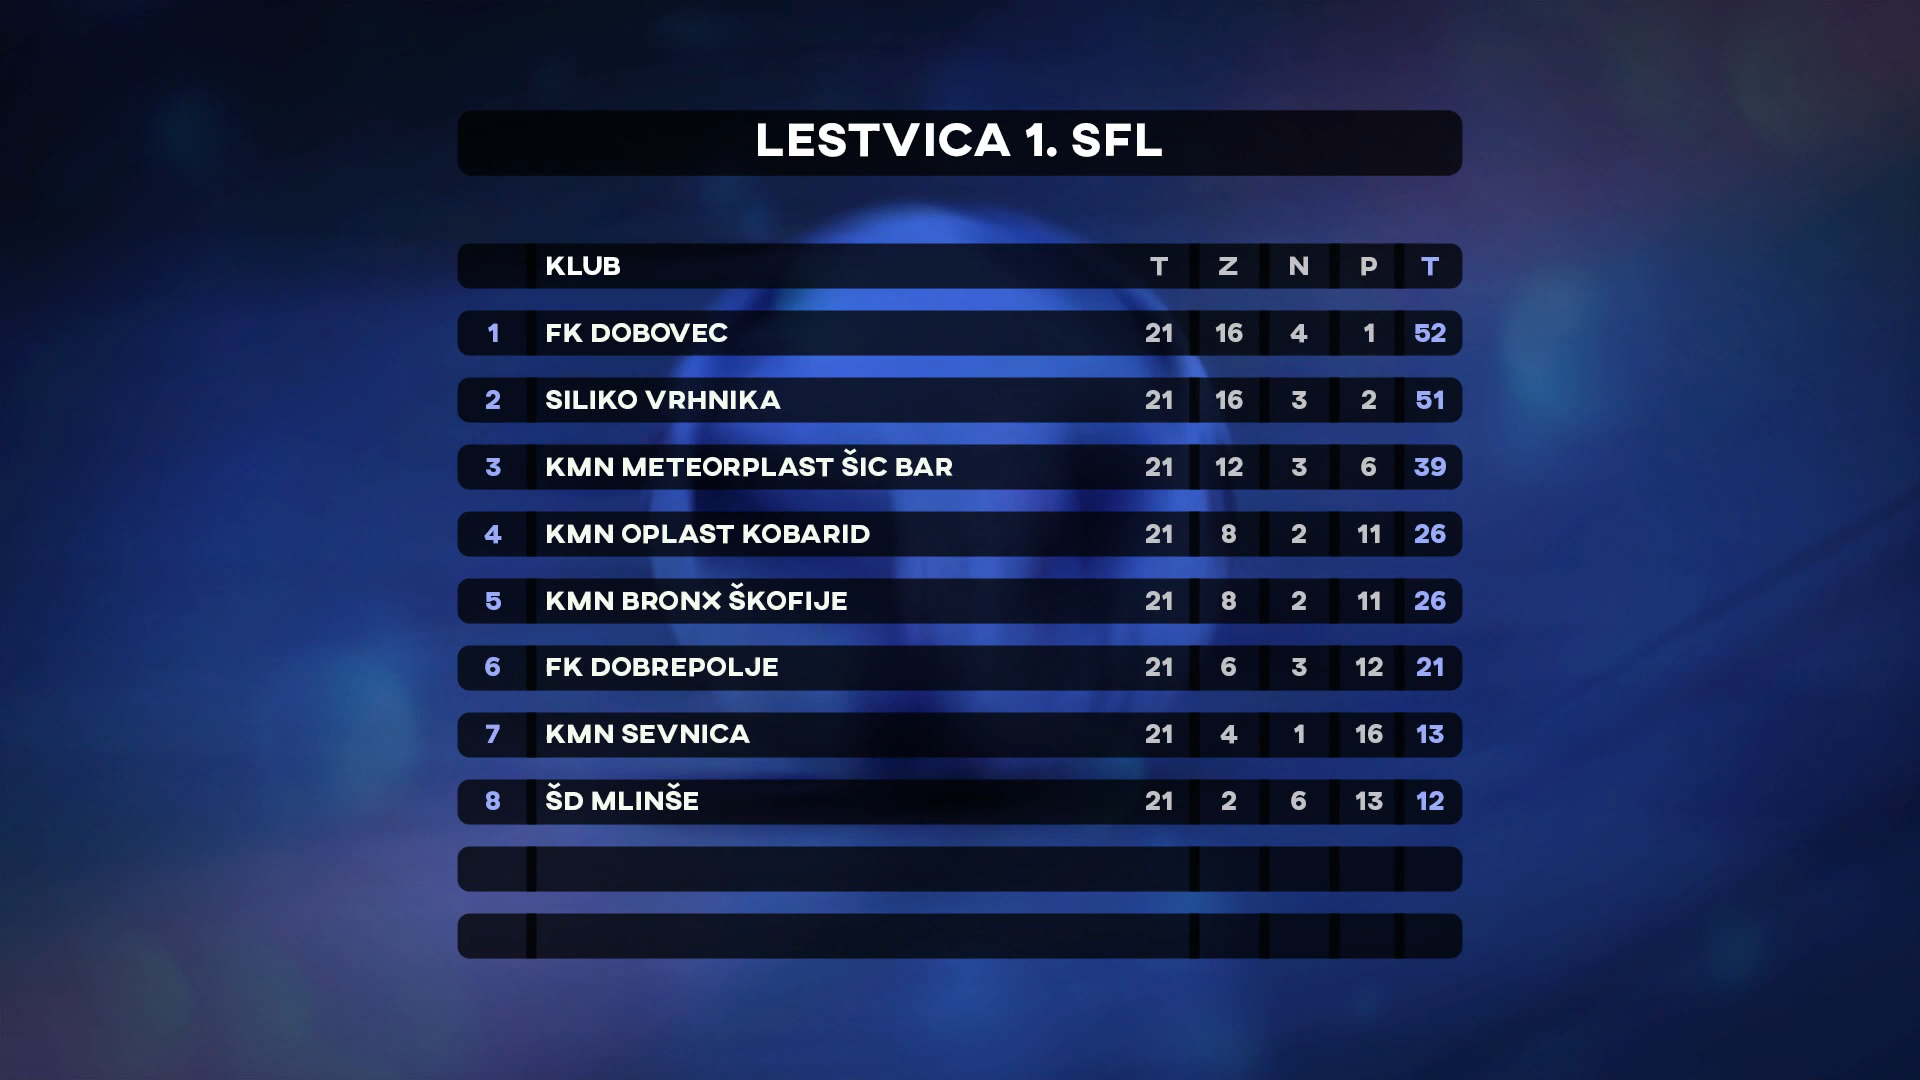 LESTVICA 1. SFL
KLUB T Z N P T
1 FK DOBOVEC 21 16 4 1 52
2 SILIKO VRHNIKA 21 16 3 2 51
3 KMN METEORPLAST ŠIC BAR 21 12 3 6 39
4 KMN OPLAST KOBARID 21 8 2 11 26
5 KMN BRONX ŠKOFIJE 21 8 2 11 26
6 FK DOBREPOLJE 21 6 3 12 21
7 KMN SEVNICA 21 4 1 16 13
8 ŠD MLINŠE 21 2 6 13 12